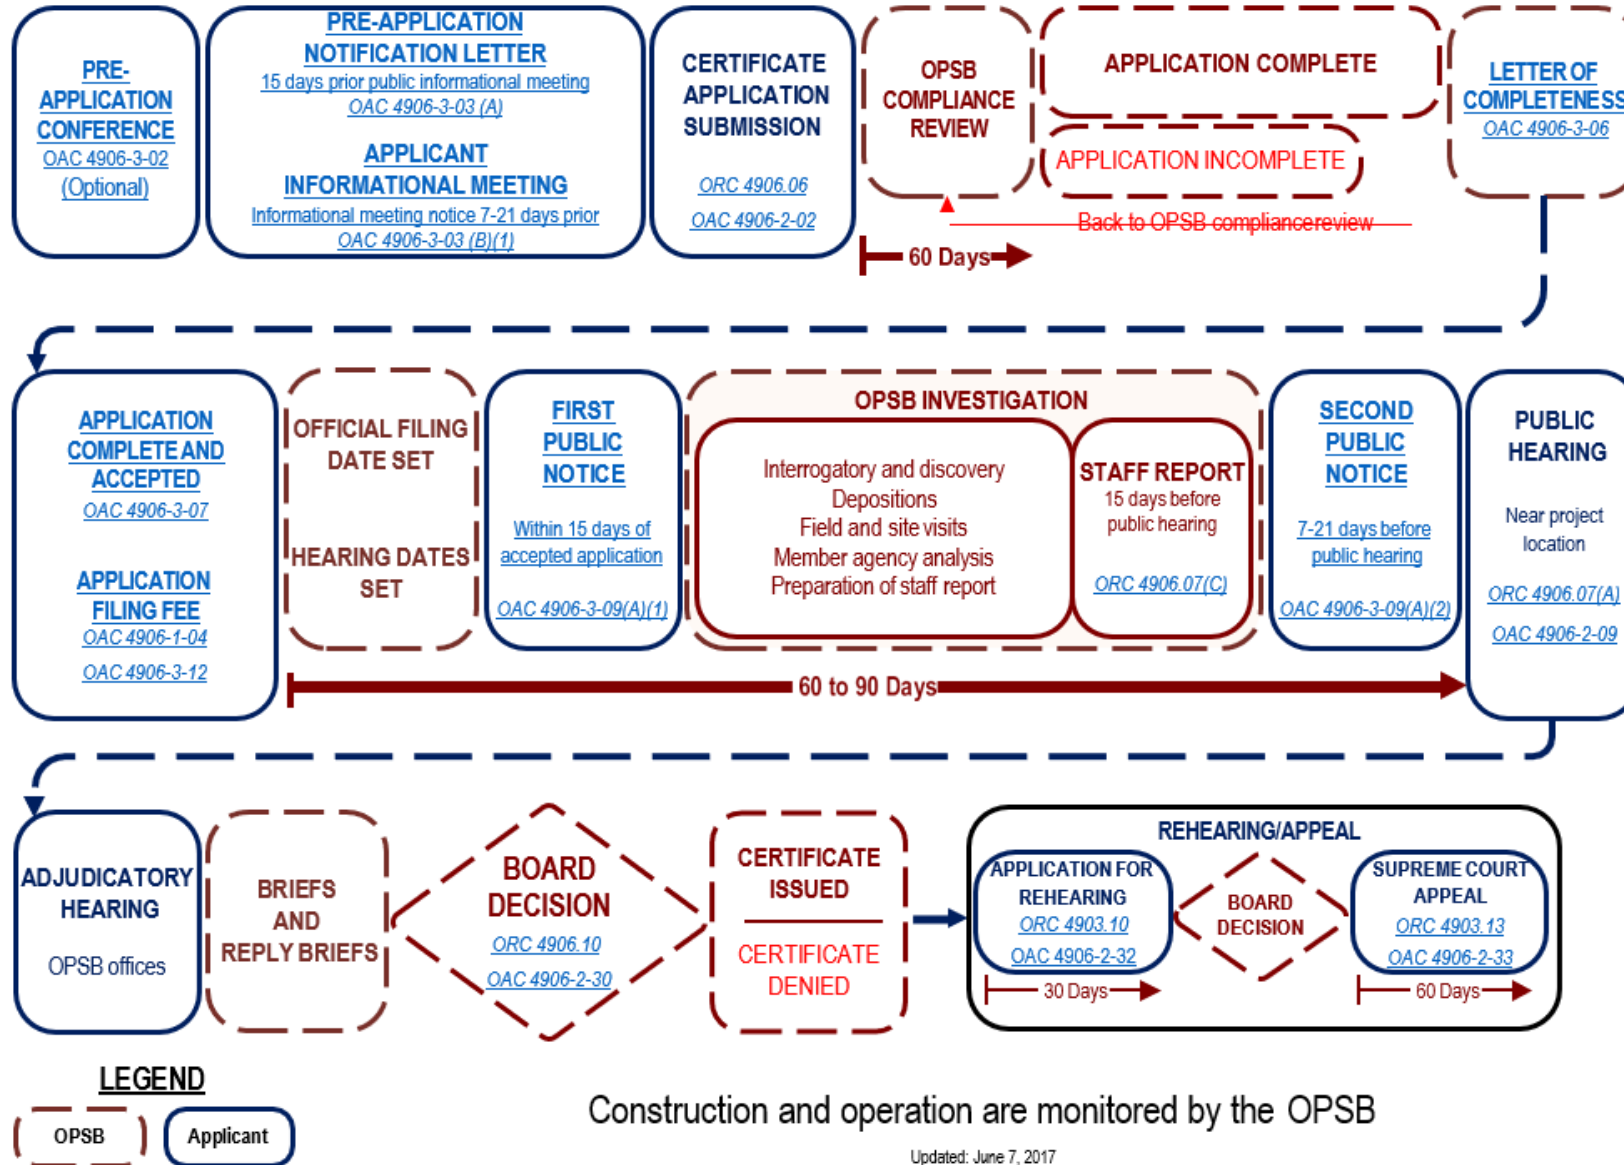 PRE-
APPLICATION
CONFERENCE
OAC 4906-3-02
(Optional)
PRE-APPLICATION
NOTIFICATION LETTER
15 days prior public informational meeting
OAC 4906-3-03 (A)
APPLICANT
INFORMATIONAL MEETING
Informational meeting notice 7-21 days prior
OAC 4906-3-03 (B)(1)
CERTIFICATE
APPLICATION
SUBMISSION
ORC 4906.06
OAC 4906-2-02
OPSB
COMPLIANCE
REVIEW
APPLICATION COMPLETE
APPLICATION INCOMPLETE
Back to OPSB compliance review
60 Days
LETTER OF
COMPLETENESS
OAC 4906-3-06
APPLICATION
COMPLETE AND
ACCEPTED
OAC 4906-3-07
APPLICATION
FILING FEE
OAC 4906-1-04
OAC 4906-3-12
OFFICIAL FILING
DATE SET
HEARING DATES
SET
FIRST
PUBLIC
NOTICE
Within 15 days of
accepted application
OAC 4906-3-09(A)(1)
OPSB INVESTIGATION
Interrogatory and discovery
Depositions
Field and site visits
Member agency analysis
Preparation of staff report
STAFF REPORT
15 days before
public hearing
ORC 4906.07(C)
SECOND
PUBLIC
NOTICE
7-21 days before
public hearing
OAC 4906-3-09(A)(2)
PUBLIC
HEARING
Near project
location
ORC 4906.07(A)
OAC 4906-2-09
60 to 90 Days
ADJUDICATORY
HEARING
OPSB offices
BRIEFS
AND
REPLY BRIEFS
BOARD
DECISION
ORC 4906.10
OAC 4906-2-30
CERTIFICATE
ISSUED
CERTIFICATE
DENIED
REHEARING/APPEAL
APPLICATION FOR
REHEARING
ORC 4903.10
OAC 4906-2-32
30 Days
BOARD
DECISION
SUPREME COURT
APPEAL
ORC 4903.13
OAC 4906-2-33
60 Days
LEGEND
OPSB
Applicant
Construction and operation are monitored by the OPSB
Updated: June 7, 2017